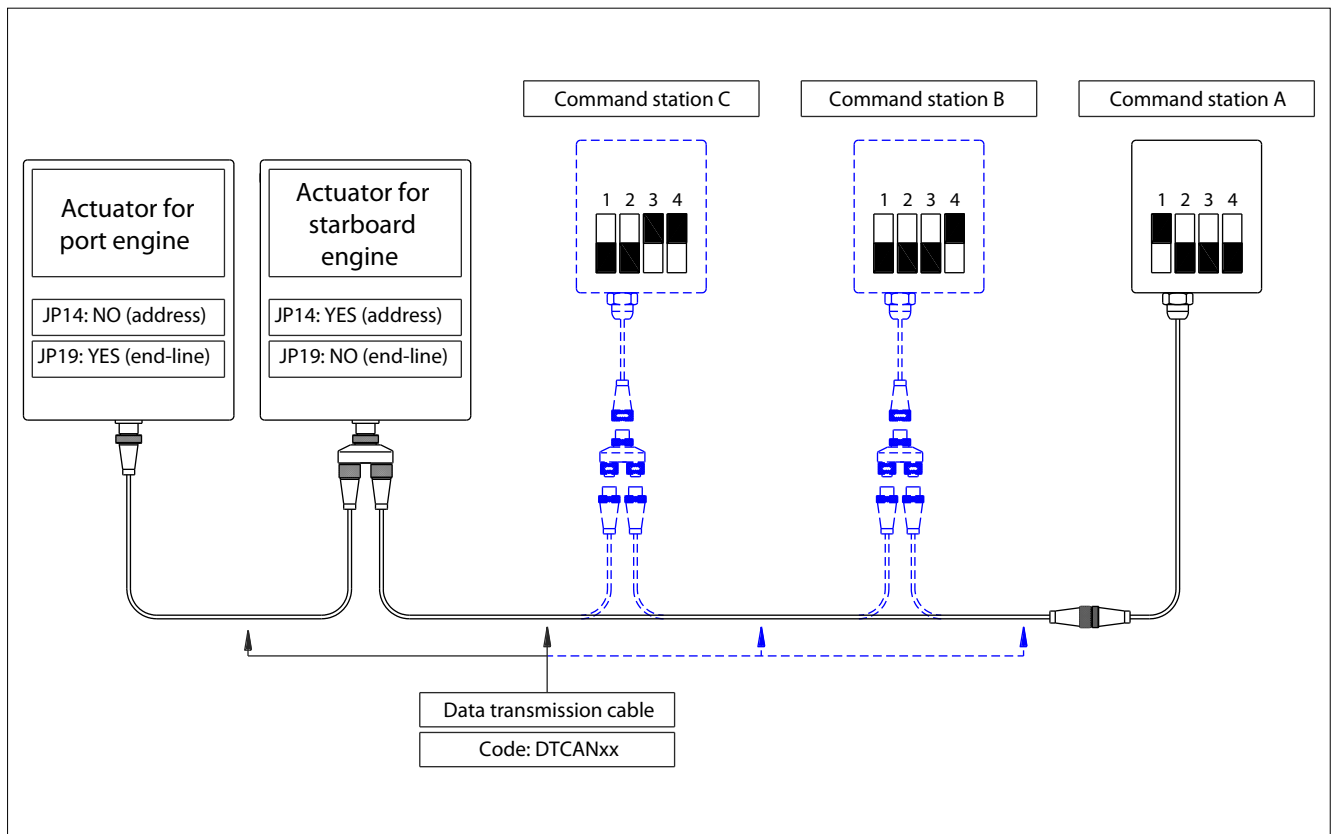 Command station C
Command station B
Command station A
1 2 3 4
1 2 3 4
1 2 3 4
Actuator for
port engine
JP14: NO (address)
JP19: YES (end-line)
Actuator for
starboard
engine
JP14: YES (address)
JP19: NO (end-line)
Data transmission cable
Code: DTCANxx